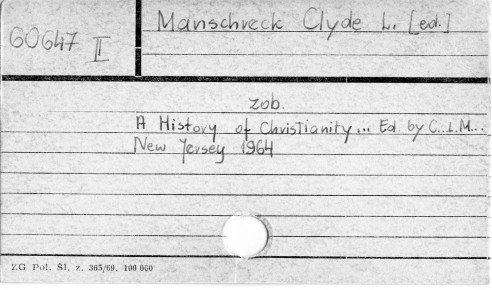 Manschreck Clyde L. [ed.]
60647 II
zob.
A History of Christianity... Ed. by C..L.M...
New Jersey 1964
ZG Pol. Śl. z. 365/69, 100 000